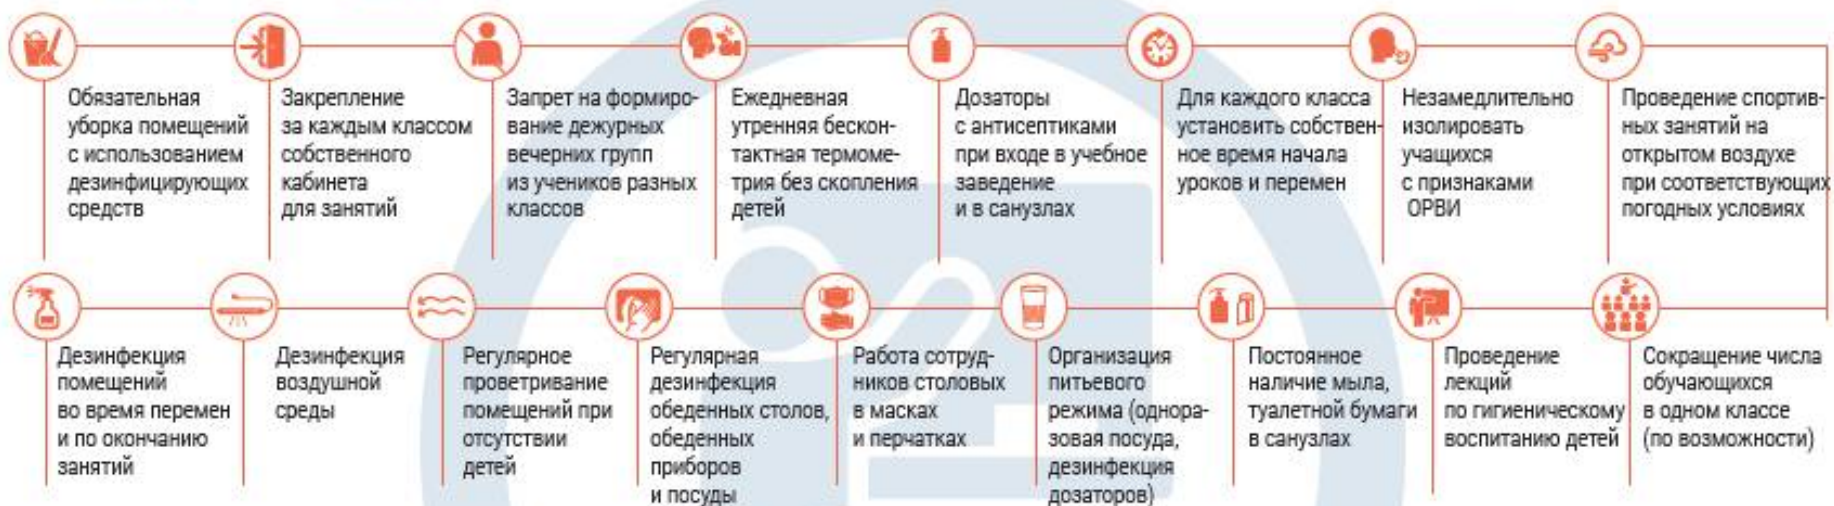 Обязательная
уборка помещений
с использованием
дезинфицирующих
средств
Закрепление
за каждым классом
собственного
кабинета
для занятий
Запрет на формиро-
вание дежурных
вечерних групп
из учеников разных
классов
Ежедневная
утренняя бескон-
тактная термоме-
трия без скопления
детей
Дозаторы
с антисептиками
при входе в учебное
заведение
и в санузлах
Для каждого класса
установить собствен-
ное время начала
уроков и перемен
Незамедлительно
изолировать
учащихся
с признаками
ОРВИ
Проведение спортив-
ных занятий на
открытом воздухе
при соответствующих
погодных условиях
Дезинфекция
помещений
во время перемен
и по окончанию
занятий
Дезинфекция
воздушной
среды
Регулярное
проветривание
помещений при
отсутствии
детей
Регулярная
дезинфекция
обеденных столов,
обеденных
приборов
и посуды
Работа сотруд-
ников столовых
в масках
и перчатках
Организация
питьевого
режима (однора-
зовая посуда,
дезинфекция
дозаторов)
Постоянное
наличие мыла,
туалетной бумаги
в санузлах
Проведение
лекций
по гигиеническому
воспитанию детей
Сокращение числа
обучающихся
в одном классе
(по возможности)